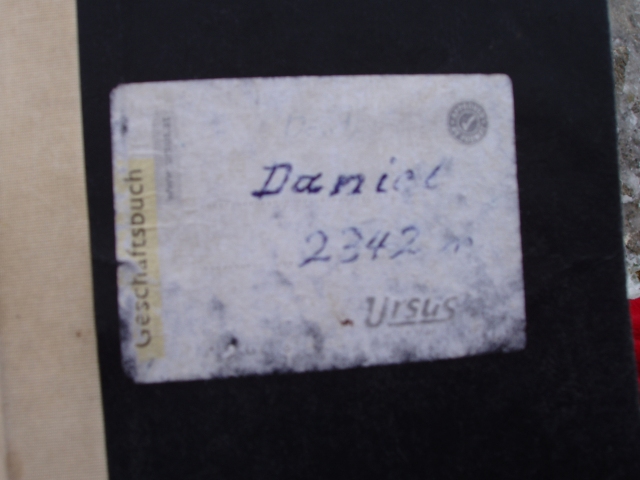 Geschäftsbuch
Daniel
2342 m
Ursus